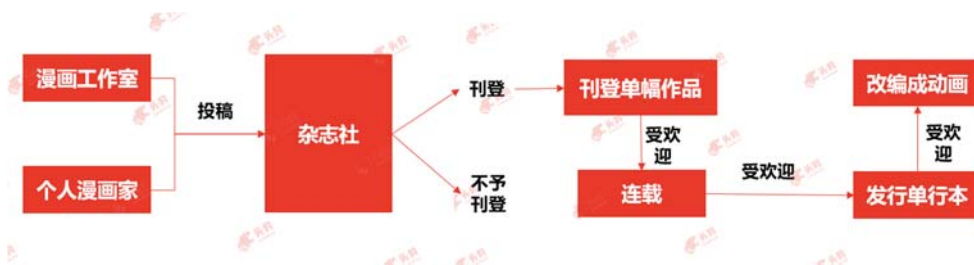 漫画工作室
个人漫画家
投稿
杂志社
刊登
不予
刊登
刊登单幅作品
受欢
迎
连载
受欢迎
改编成动画
受欢
迎
发行单行本